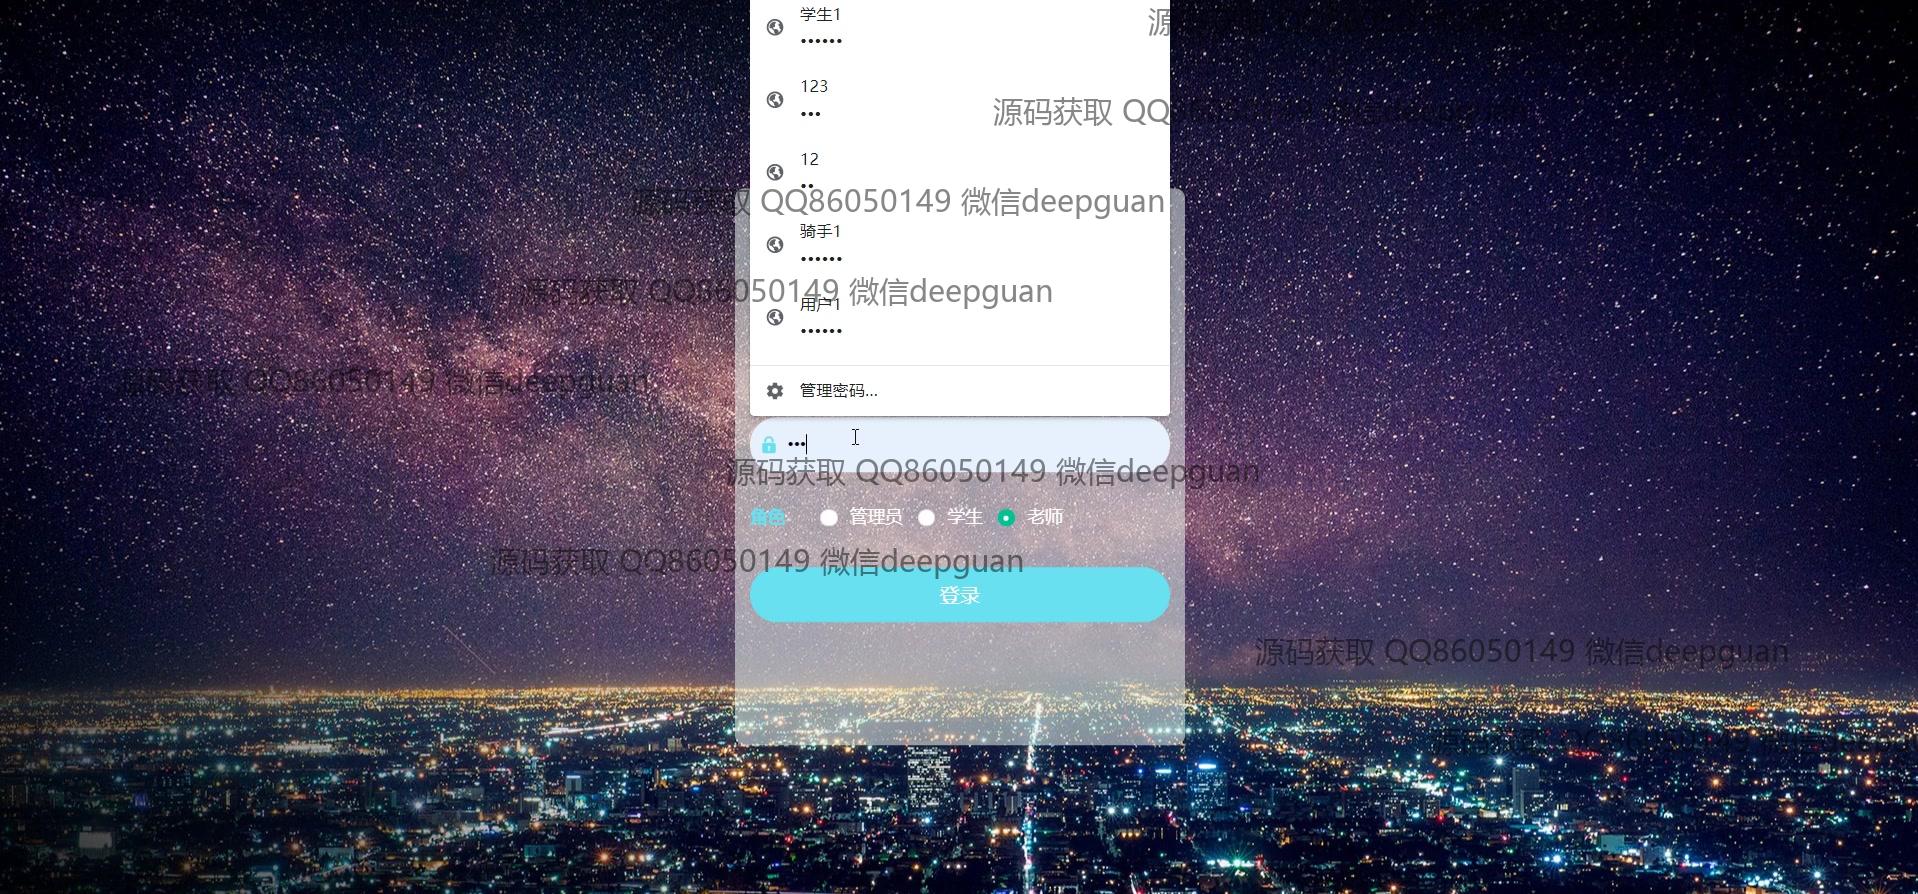 学生1
••••••
源
123
•••
源码获取 QQ
12
••
源码获取 QQ86050149 微信deepguan
骑手1
••••••
源码获取 QQ86050149 微信deepguan
用户1
••••••
源码获取 QQ86050149 微信deepguan
管理密码...
•••
源码获取 QQ86050149 微信deepguan
角色 管理员 学生 老师
源码获取 QQ86050149 微信deepguan
登录
源码获取 QQ86050149 微信deepguan